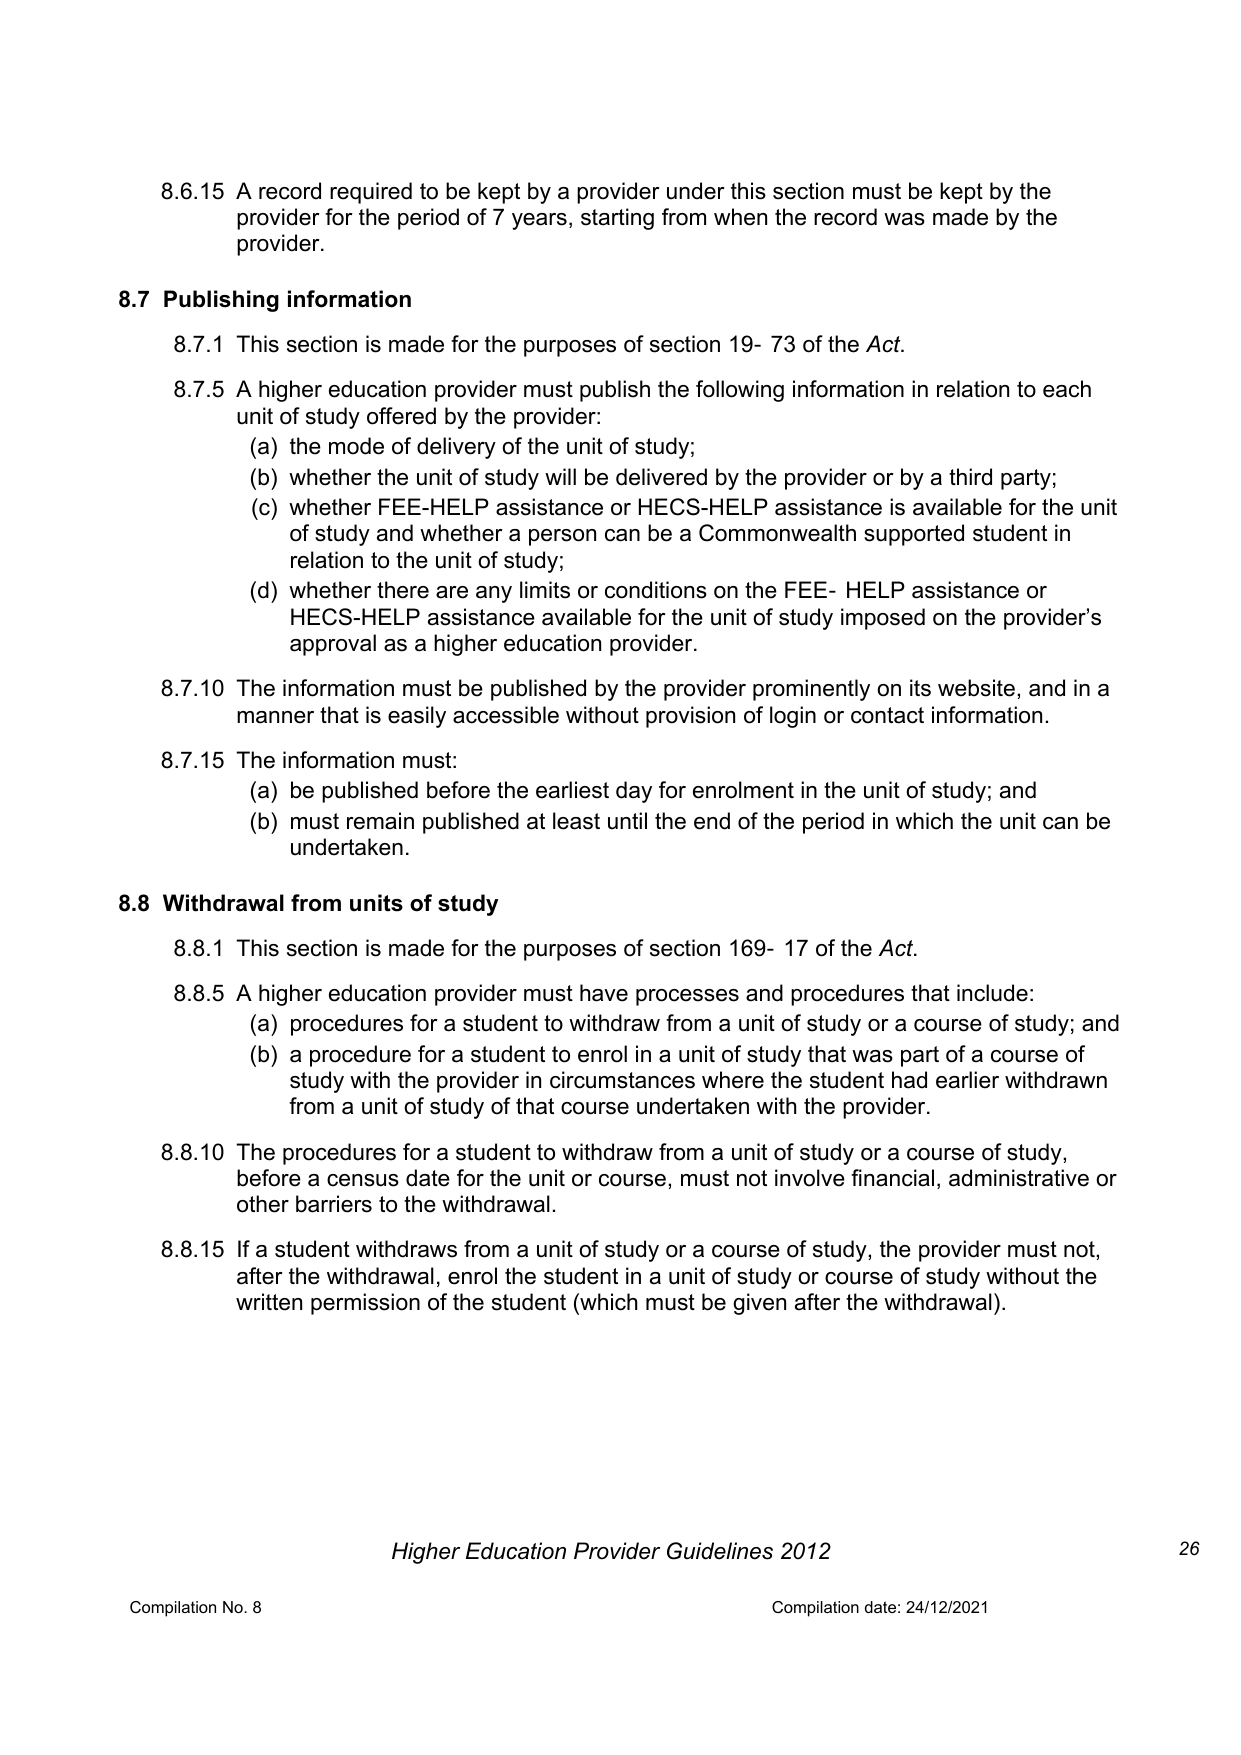 8.6.15 A record required to be kept by a provider under this section must be kept by the
provider for the period of 7 years, starting from when the record was made by the
provider.
8.7 Publishing information
8.7.1 This section is made for the purposes of section 19- 73 of the Act.
8.7.5 A higher education provider must publish the following information in relation to each
unit of study offered by the provider:
(a) the mode of delivery of the unit of study;
(b) whether the unit of study will be delivered by the provider or by a third party;
(c) whether FEE-HELP assistance or HECS-HELP assistance is available for the unit
of study and whether a person can be a Commonwealth supported student in
relation to the unit of study;
(d) whether there are any limits or conditions on the FEE- HELP assistance or
HECS-HELP assistance available for the unit of study imposed on the provider’s
approval as a higher education provider.
8.7.10 The information must be published by the provider prominently on its website, and in a
manner that is easily accessible without provision of login or contact information.
8.7.15 The information must:
(a) be published before the earliest day for enrolment in the unit of study; and
(b) must remain published at least until the end of the period in which the unit can be
undertaken.
8.8 Withdrawal from units of study
8.8.1 This section is made for the purposes of section 169- 17 of the Act.
8.8.5 A higher education provider must have processes and procedures that include:
(a) procedures for a student to withdraw from a unit of study or a course of study; and
(b) a procedure for a student to enrol in a unit of study that was part of a course of
study with the provider in circumstances where the student had earlier withdrawn
from a unit of study of that course undertaken with the provider.
8.8.10 The procedures for a student to withdraw from a unit of study or a course of study,
before a census date for the unit or course, must not involve financial, administrative or
other barriers to the withdrawal.
8.8.15 If a student withdraws from a unit of study or a course of study, the provider must not,
after the withdrawal, enrol the student in a unit of study or course of study without the
written permission of the student (which must be given after the withdrawal).
Higher Education Provider Guidelines 2012 26
Compilation No. 8 Compilation date: 24/12/2021